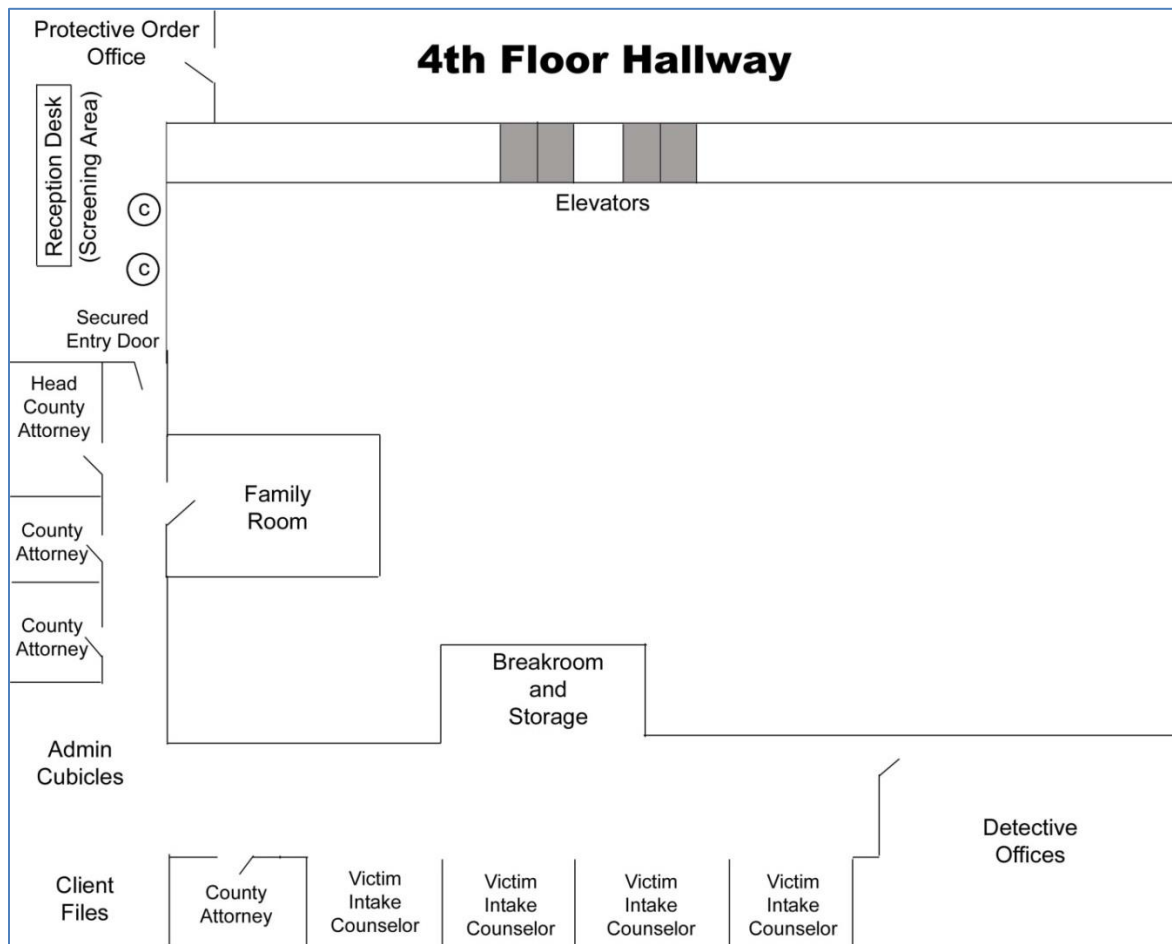 Protective Order
Office
4th Floor Hallway
Reception Desk
(Screening Area)
C
C
Elevators
Secured
Entry Door
Head
County
Attorney
Family
Room
County
Attorney
County
Attorney
Breakroom
and
Storage
Admin
Cubicles
Detective
Offices
Client
Files
County
Attorney
Victim
Intake
Counselor
Victim
Intake
Counselor
Victim
Intake
Counselor
Victim
Intake
Counselor